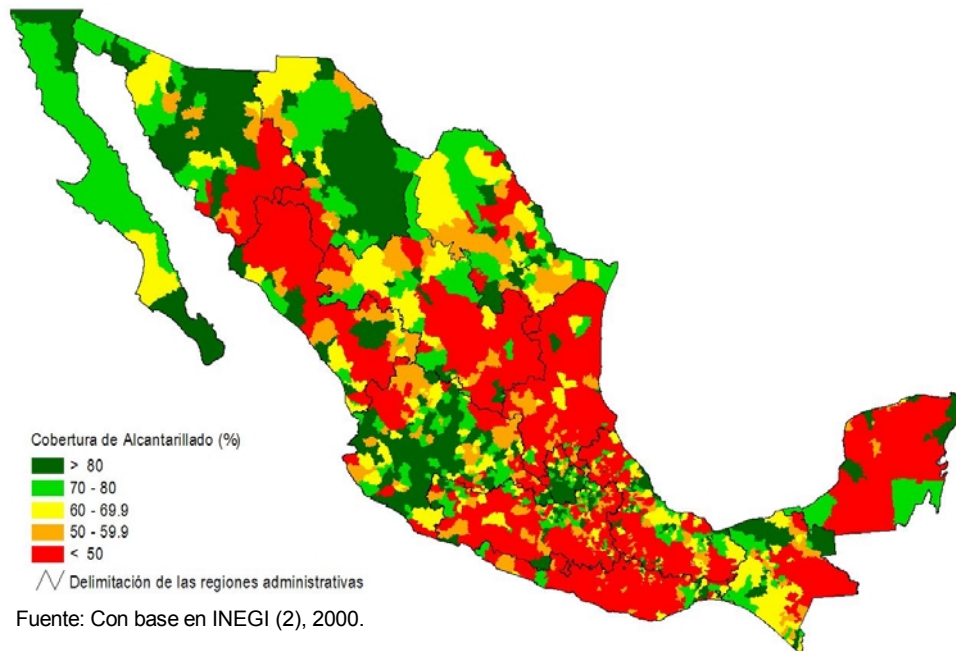 Cobertura de Alcantarillado (%)
> 80
70 - 80
60 - 69.9
50 - 59.9
< 50
Delimitación de las regiones administrativas
Fuente: Con base en INEGI (2), 2000.